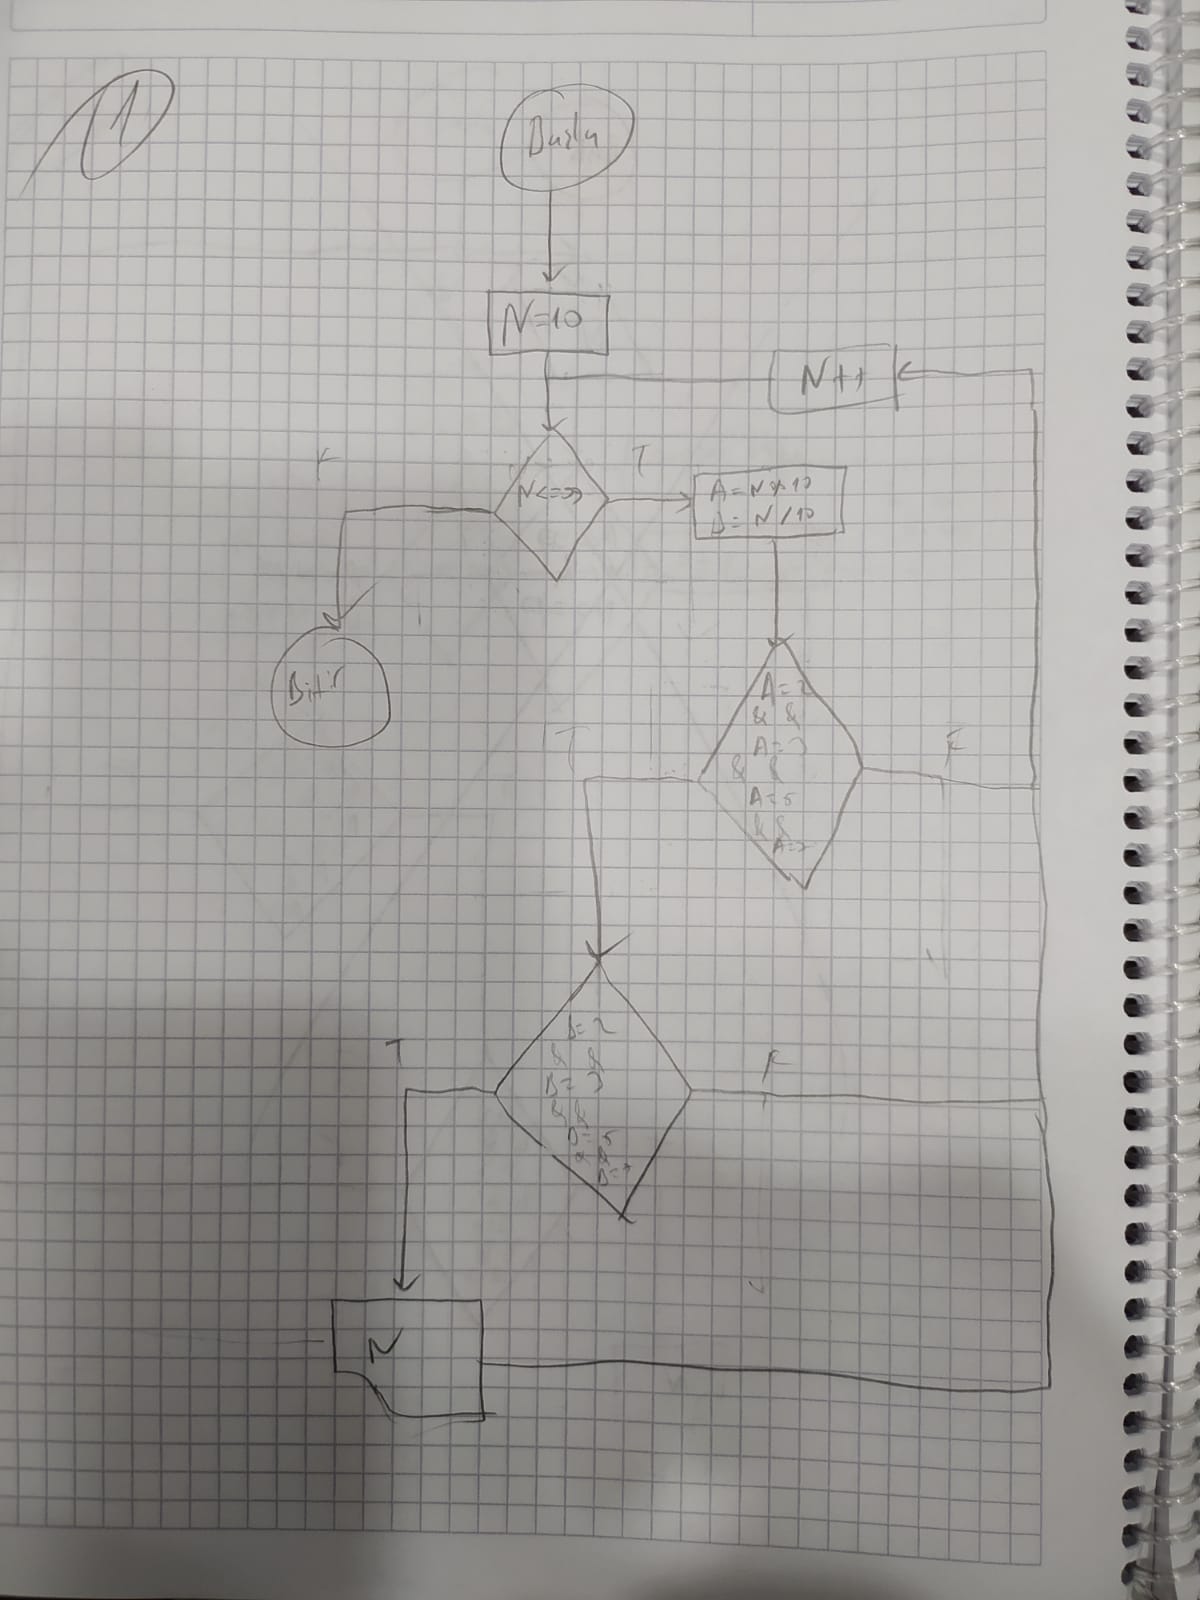 1
Başla
N=10
N++
F
T
N<=99
A=N%10
B=N/10
Bitir
A=2
& &
A=3
& &
A=5
& &
A=7
T
F
B=2
& &
B=3
& &
B=5
& &
B=7
T
F
N